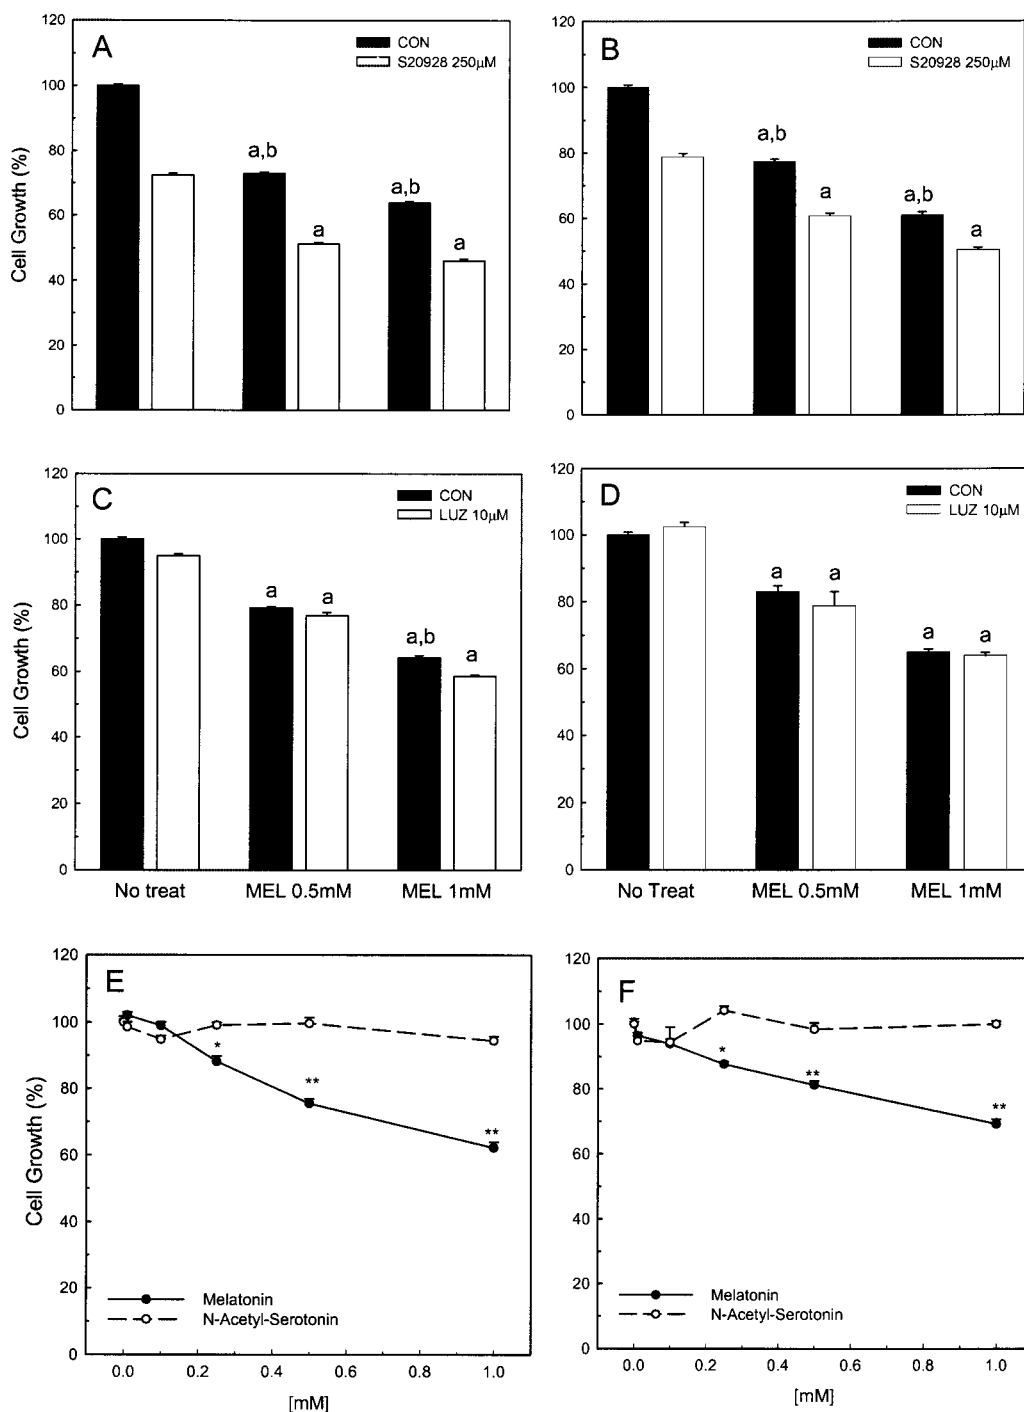 A
CON
S20928 250µM
120
100
80
60
40
20
0
Cell Growth (%)
a,b
a
a,b
a
B
CON
S20928 250µM
120
100
80
60
40
20
0
a,b
a
a,b
a
C
CON
LUZ 10µM
120
100
80
60
40
20
0
Cell Growth (%)
a
a
a,b
a
No treat MEL 0.5mM MEL 1mM
D
CON
LUZ 10µM
120
100
80
60
40
20
0
a
a
a
a
No Treat MEL 0.5mM MEL 1mM
E
120
100
80
60
40
20
0
Cell Growth (%)
*
**
**
Melatonin
N-Acetyl-Serotonin
0.0 0.2 0.4 0.6 0.8 1.0
[mM]
F
120
100
80
60
40
20
0
*
**
**
Melatonin
N-Acetyl-Serotonin
0.0 0.2 0.4 0.6 0.8 1.0
[mM]